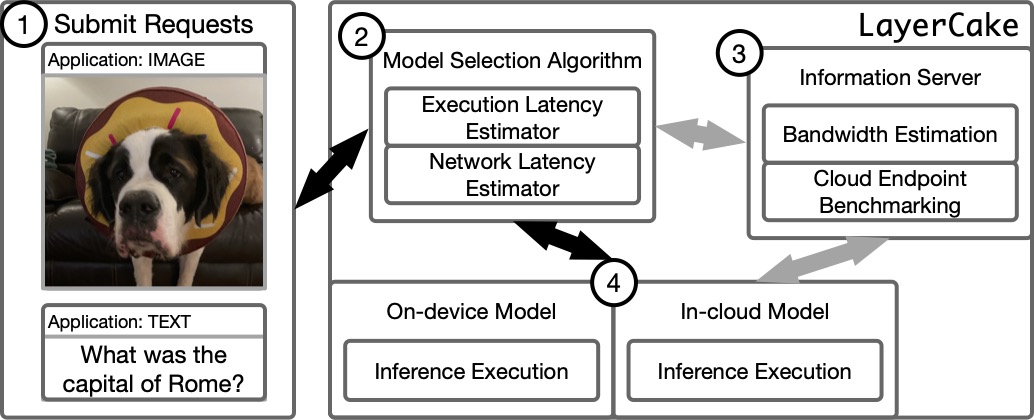 1
Submit Requests
Application: IMAGE
Application: TEXT
What was the
capital of Rome?
LayerCake
2
Model Selection Algorithm
Execution Latency
Estimator
Network Latency
Estimator
3
Information Server
Bandwidth Estimation
Cloud Endpoint
Benchmarking
4
On-device Model
Inference Execution
In-cloud Model
Inference Execution